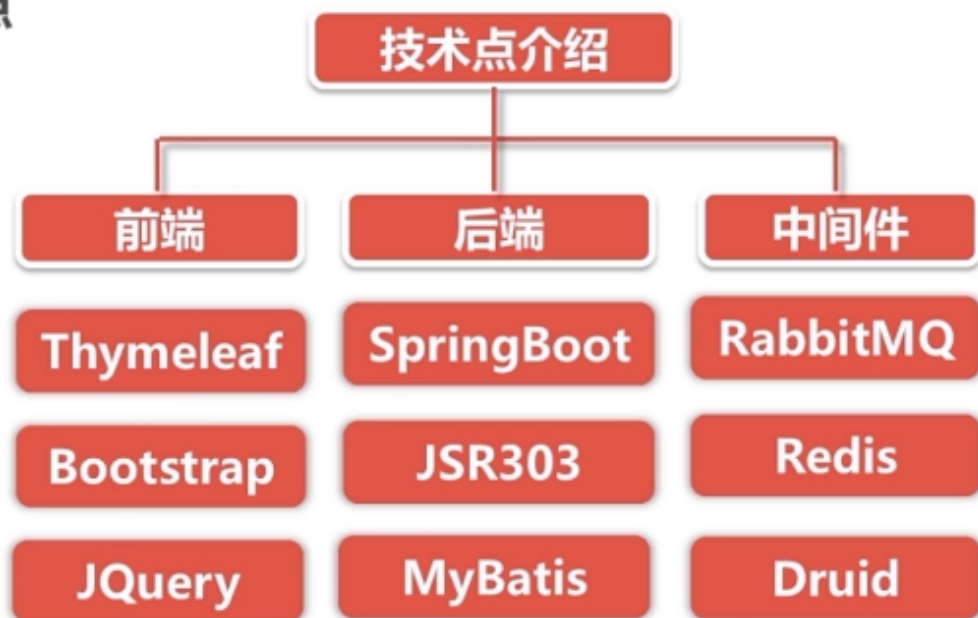 点
技术点介绍
前端 后端 中间件
Thymeleaf SpringBoot RabbitMQ
Bootstrap JSR303 Redis
JQuery MyBatis Druid